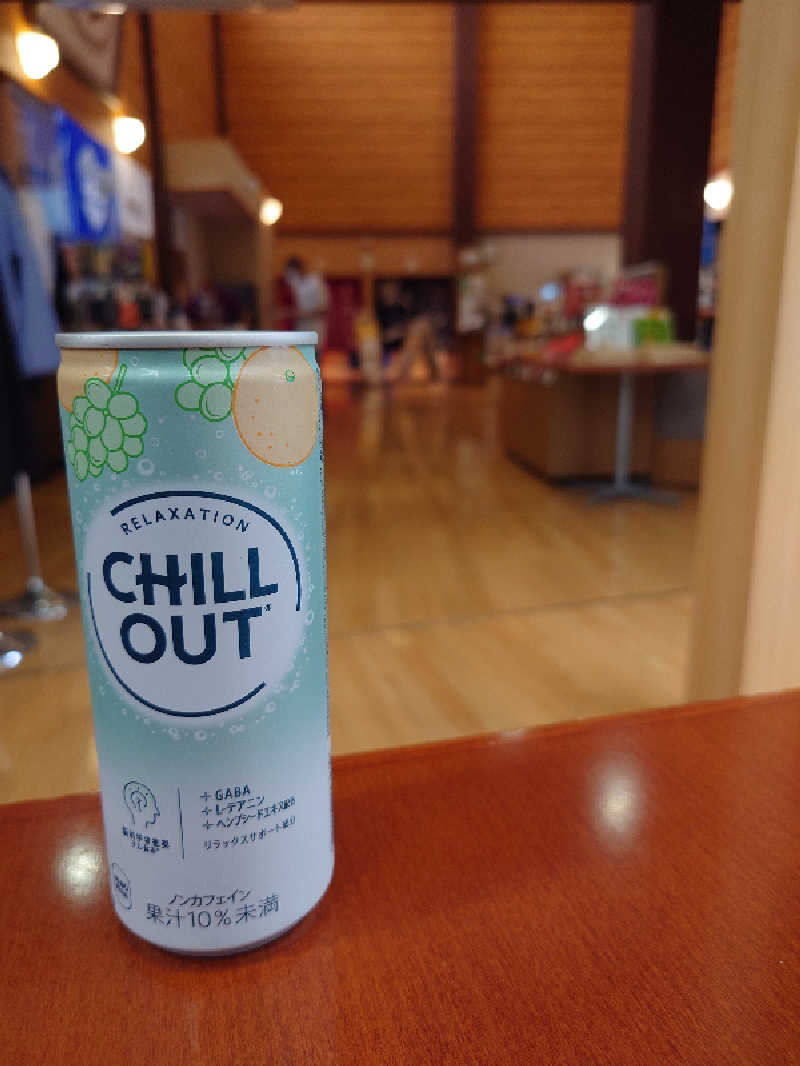 RELAXATION
CHILL
OUT
+ GABA
+ L-テアニン
+ ヘンプシードエキス配合
リラックスサポート成分
ノンカフェイン
果汁10%未満